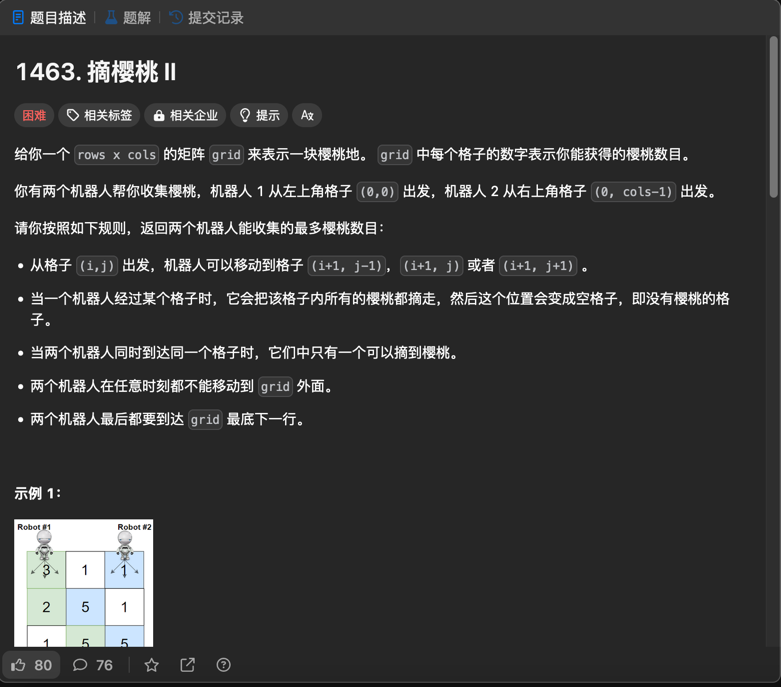 题目描述 题解 提交记录
1463. 摘樱桃 II
困难 相关标签 相关企业 提示
给你一个 rows x cols 的矩阵 grid 来表示一块樱桃地。 grid 中每个格子的数字表示你能获得的樱桃数目。
你有两个机器人帮你收集樱桃，机器人 1 从左上角格子 (0,0) 出发，机器人 2 从右上角格子 (0, cols-1) 出发。
请你按照如下规则，返回两个机器人能收集的最多樱桃数目：
从格子 (i,j) 出发，机器人可以移动到格子 (i+1, j-1)，(i+1, j) 或者 (i+1, j+1) 。
当一个机器人经过某个格子时，它会把该格子内所有的樱桃都摘走，然后这个位置会变成空格子，即没有樱桃的格
子。
当两个机器人同时到达同一个格子时，它们中只有一个可以摘到樱桃。
两个机器人在任意时刻都不能移动到 grid 外面。
两个机器人最后都要到达 grid 最底下一行。
示例 1：
Robot #1 Robot #2
3 1 1
2 5 1
1 5 5
80 76